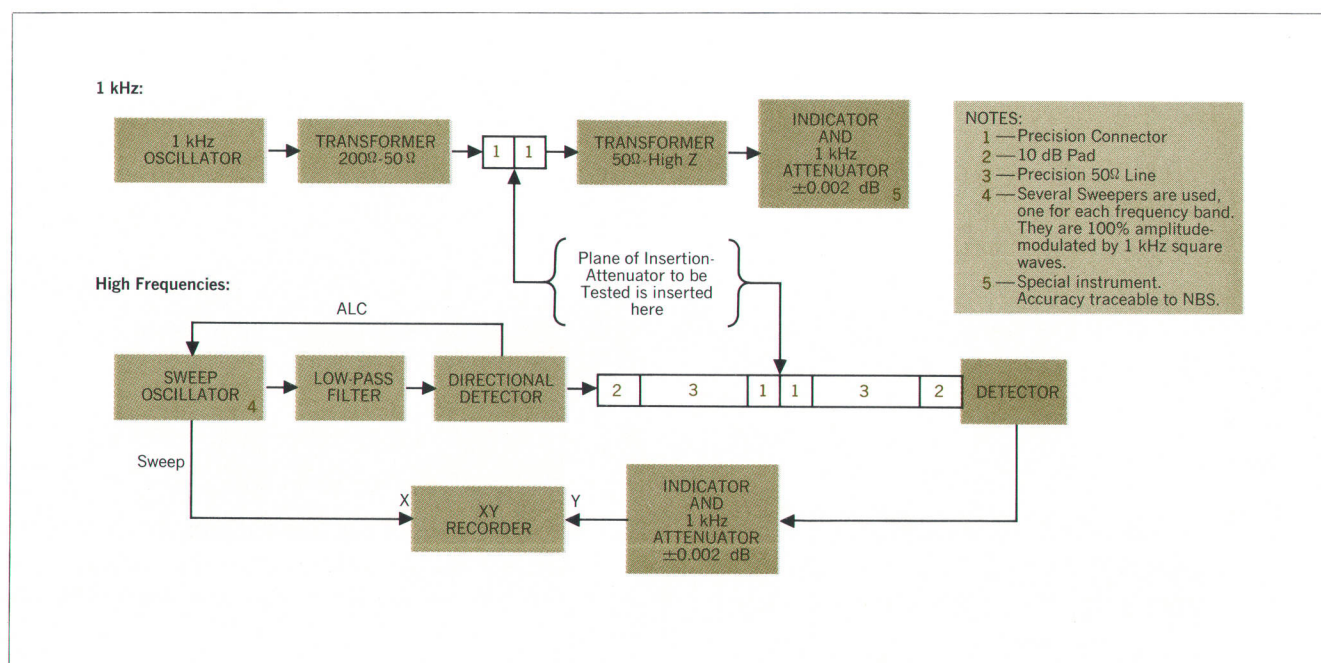 1 kHz:
1 kHz
OSCILLATOR
TRANSFORMER
200Ω-50 Ω
1 1
TRANSFORMER
50Ω-High Z
INDICATOR
AND
1 kHz
ATTENUATOR
±0.002 dB 5
NOTES:
1 — Precision Connector
2 — 10 dB Pad
3 — Precision 50Ω Line
4 — Several Sweepers are used,
one for each frequency band.
They are 100% amplitude-
modulated by 1 kHz square
waves.
5 — Special instrument.
Accuracy traceable to NBS.
Plane of Insertion-
Attenuator to be
Tested is inserted
here
High Frequencies:
ALC
SWEEP
OSCILLATOR 4
LOW-PASS
FILTER
DIRECTIONAL
DETECTOR
2 3 1 1 3 2
DETECTOR
Sweep
X
XY
RECORDER
Y
INDICATOR
AND
1 kHz
ATTENUATOR
±0.002 dB